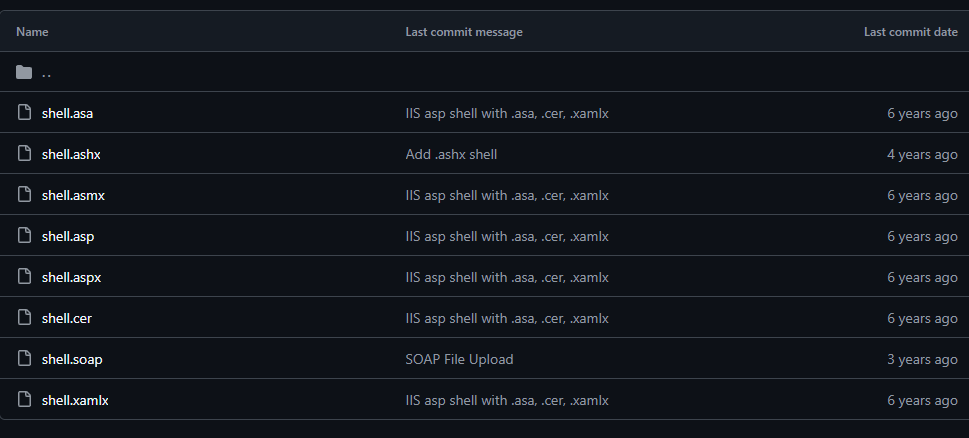 Name Last commit message Last commit date
..
shell.asa IIS asp shell with .asa, .cer, .xamlx 6 years ago
shell.ashx Add .ashx shell 4 years ago
shell.asmx IIS asp shell with .asa, .cer, .xamlx 6 years ago
shell.asp IIS asp shell with .asa, .cer, .xamlx 6 years ago
shell.aspx IIS asp shell with .asa, .cer, .xamlx 6 years ago
shell.cer IIS asp shell with .asa, .cer, .xamlx 6 years ago
shell.soap SOAP File Upload 3 years ago
shell.xamlx IIS asp shell with .asa, .cer, .xamlx 6 years ago